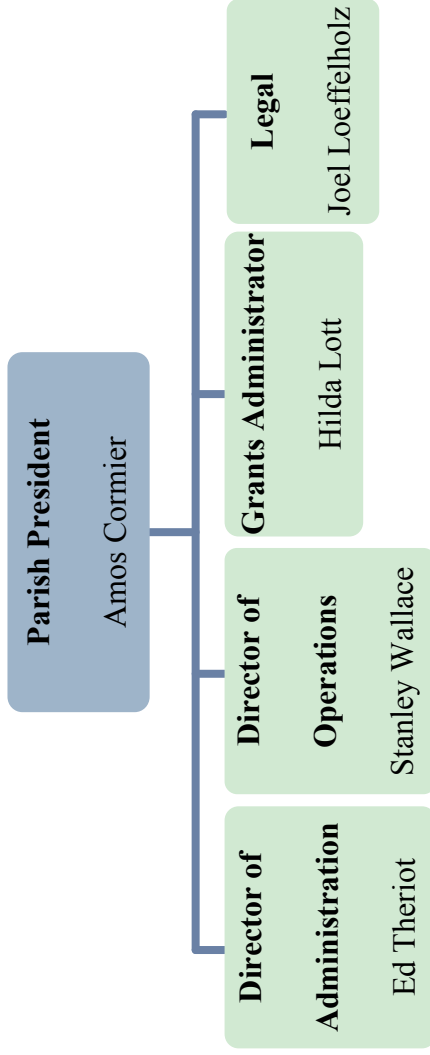 Parish President
Amos Cormier
Director of
Administration
Ed Theriot
Director of
Operations
Stanley Wallace
Grants Administrator
Hilda Lott
Legal
Joel Loeffelholz